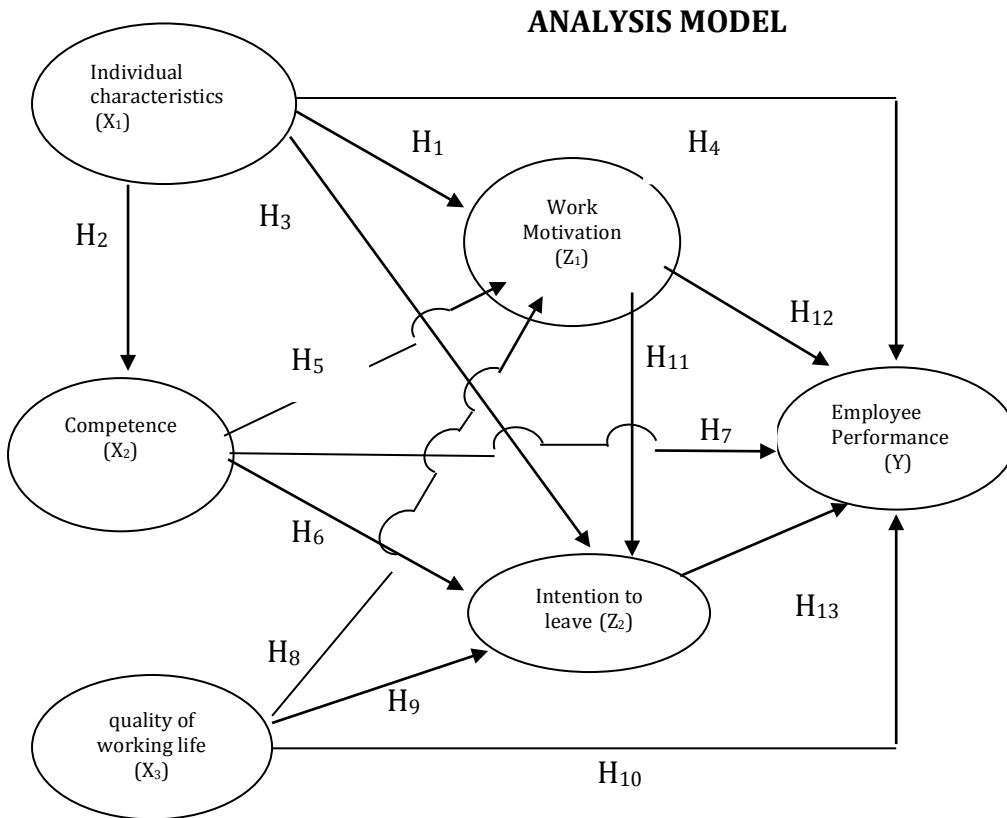 ANALYSIS MODEL
Individual
characteristics
(X₁)
H₁
H₄
H₂
H₃
Work
Motivation
(Z₁)
H₁₂
H₅
H₁₁
Competence
(X₂)
H₇
Employee
Performance
(Y)
H₆
Intention to
leave (Z₂)
H₁₃
H₈
H₉
quality of
working life
(X₃)
H₁₀